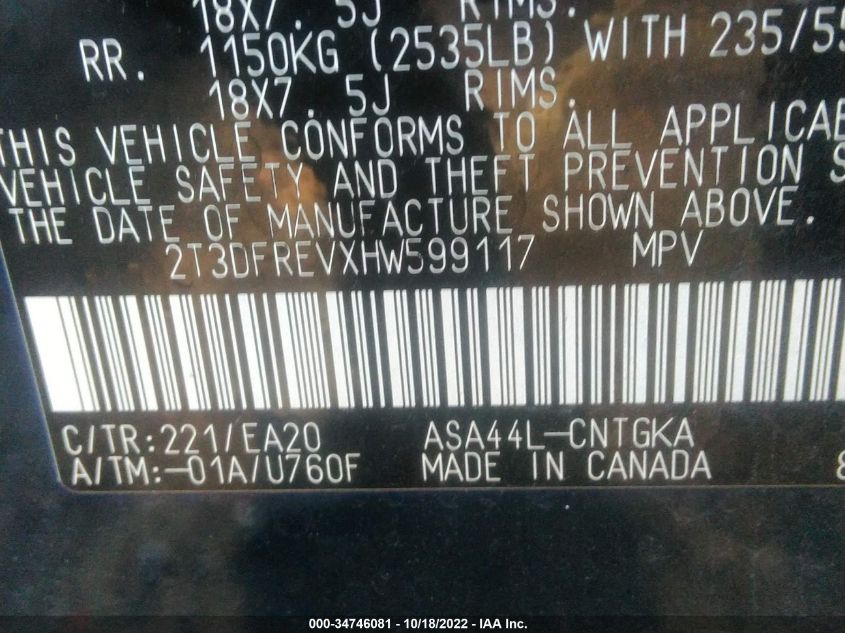 18X7. 5J RIMS.
RR. 1150KG (2535LB) WITH 235/55
18X7. 5J RIMS.
THIS VEHICLE CONFORMS TO ALL APPLICAB
VEHICLE SAFETY AND THEFT PREVENTION S
THE DATE OF MANUFACTURE SHOWN ABOVE.
2T3DFREVXHW599117 MPV
C/TR:221/EA20 ASA44L-CNTGKA
A/TM:-01A/U760F MADE IN CANADA 8
000-34746081 - 10/18/2022 - IAA Inc.